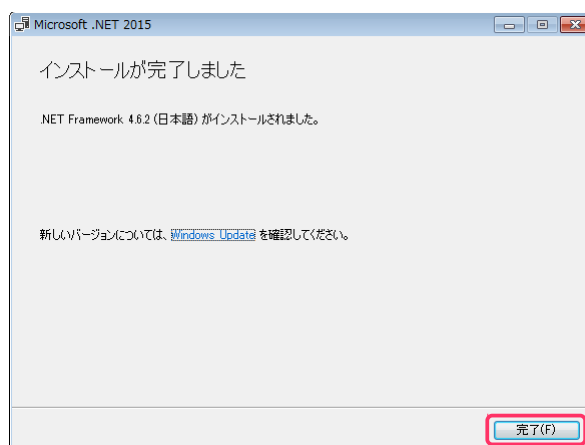 Microsoft .NET 2015
インストールが完了しました
.NET Framework 4.6.2 (日本語) がインストールされました。
新しいバージョンについては、Windows Update を確認してください。
完了(F)